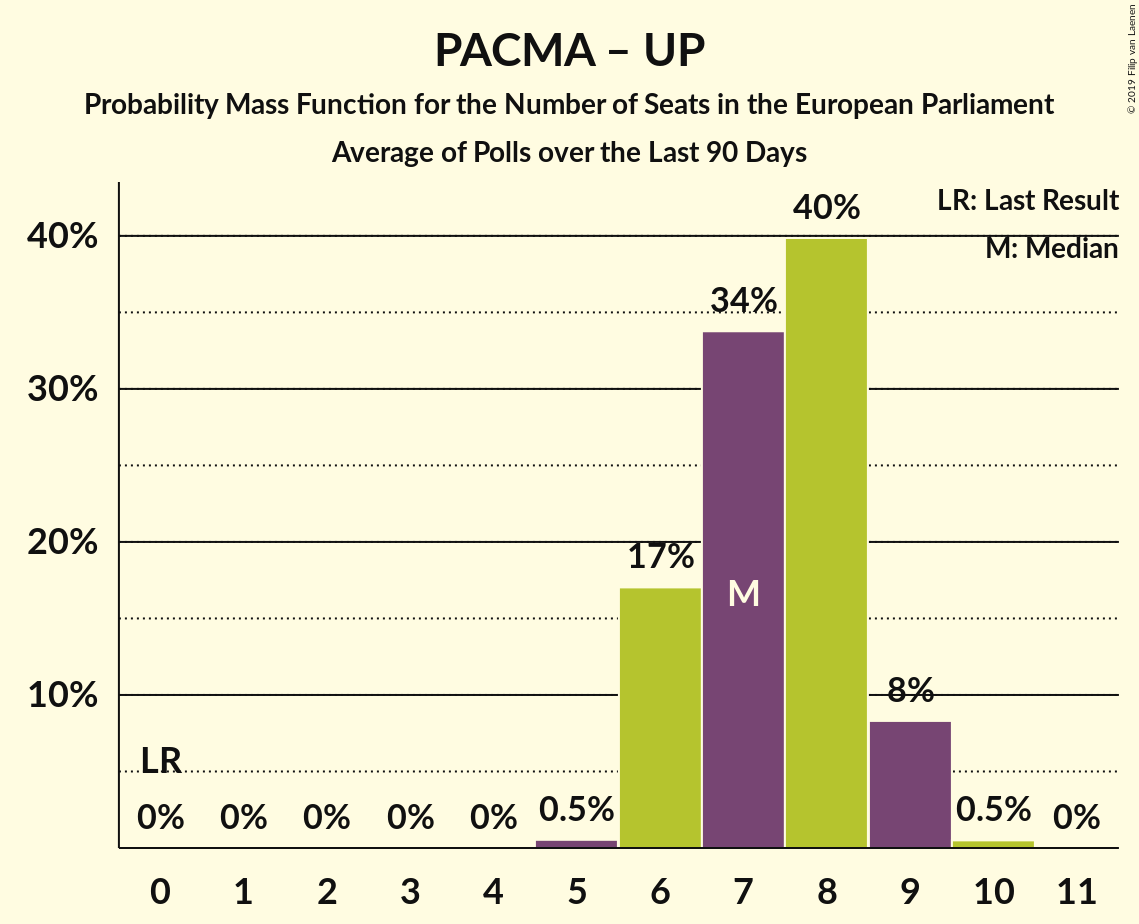 PACMA – UP
Probability Mass Function for the Number of Seats in the European Parliament
Average of Polls over the Last 90 Days
© 2019 Filip van Laenen
LR: Last Result
M: Median
40%
30%
20%
10%
LR
0%
0%
0%
0%
0%
0.5%
17%
34%
M
40%
8%
0.5%
0%
0 1 2 3 4 5 6 7 8 9 10 11